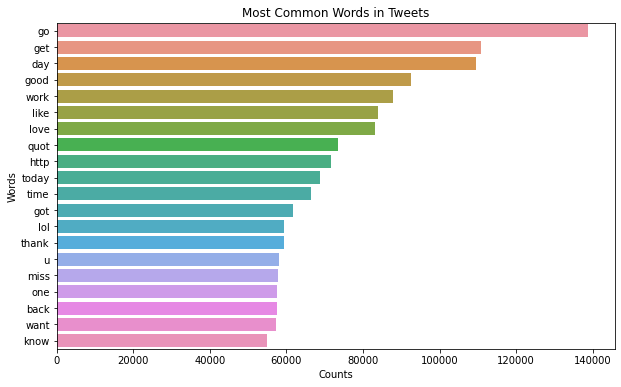 Most Common Words in Tweets
go
get
day
good
work
like
love
quot
http
today
time
got
lol
thank
u
miss
one
back
want
know
Words
0 20000 40000 60000 80000 100000 120000 140000
Counts